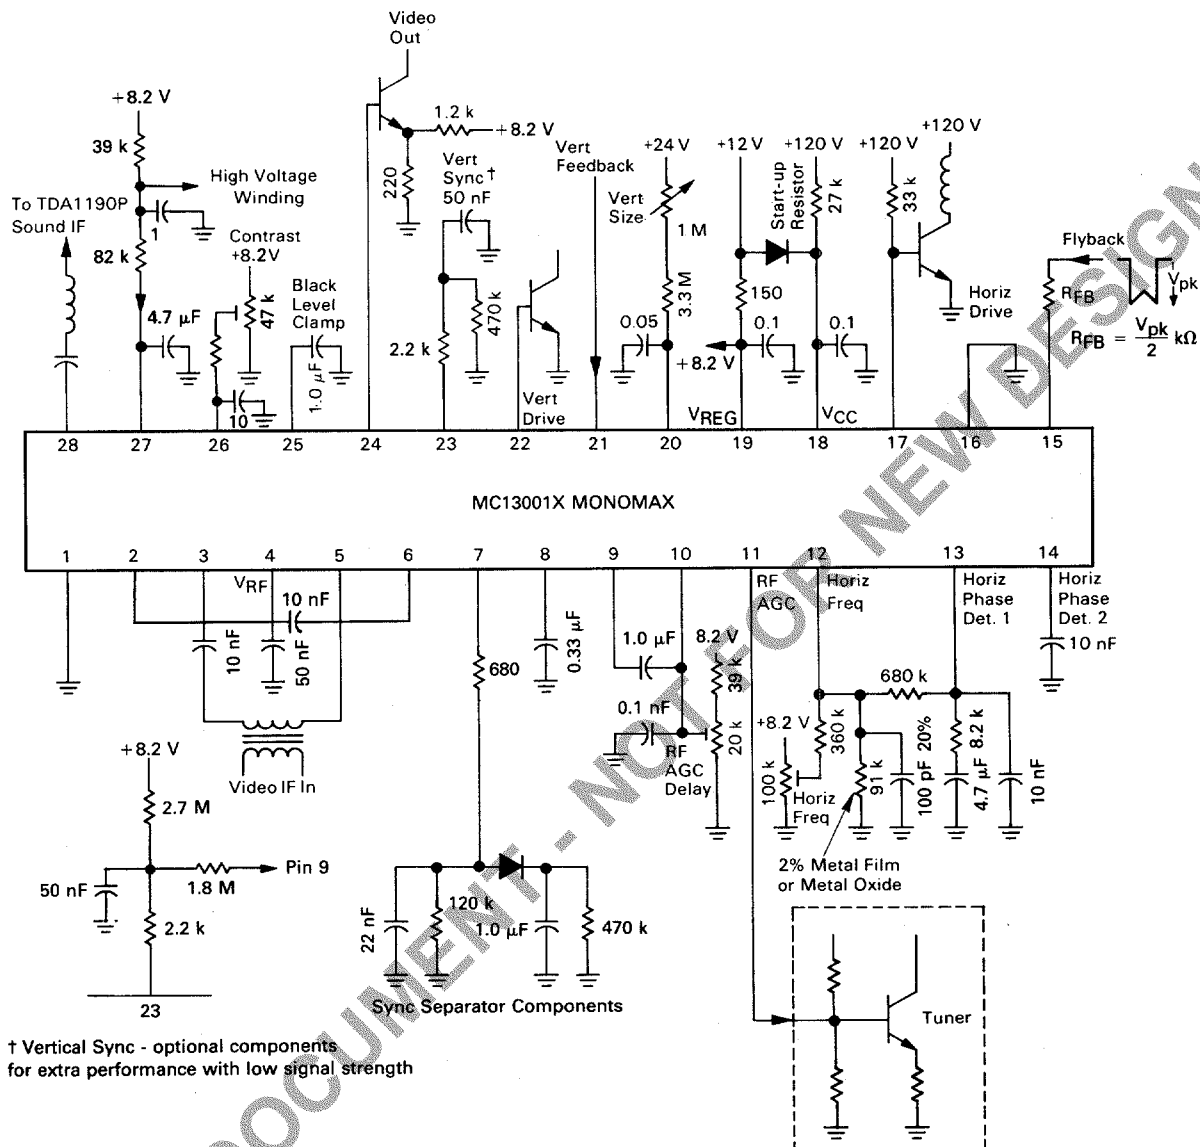 Video
Out
+8.2 V
39 k
1.2 k
+8.2 V
220
Vert
Sync †
50 nF
Vert
Feedback
+24 V
+12 V
+120 V
+120 V
+120 V
High Voltage
Winding
To TDA1190P
Sound IF
1
82 k
Contrast
+8.2V
47 k
Vert
Size
1 M
Start-up
Resistor
27 k
33 k
Flyback
Vpk
RFB
RFB = Vpk/2 kΩ
4.7 µF
Black
Level
Clamp
1.0 µF
10
2.2 k
470 k
Vert
Drive
3.3 M
0.05
150
+8.2 V
0.1
0.1
Horiz
Drive
VREG
VCC
28 27 26 25 24 23 22 21 20 19 18 17 16 15
MC13001X MONOMAX
1 2 3 4 5 6 7 8 9 10 11 12 13 14
VRF
10 nF
10 nF
50 nF
Video IF In
680
0.33 µF
1.0 µF
8.2 V
39 k
0.1 nF
20 k
RF
AGC
Delay
RF
AGC
Horiz
Freq
Horiz
Phase
Det. 1
Horiz
Phase
Det. 2
10 nF
680 k
+8.2 V
360 k
100 k
Horiz
Freq
91 k
100 pF 20%
8.2 k
4.7 µF
10 nF
2% Metal Film
or Metal Oxide
+8.2 V
2.7 M
Pin 9
1.8 M
50 nF
2.2 k
23
22 nF
120 k
1.0 µF
470 k
Sync Separator Components
Tuner
† Vertical Sync - optional components
for extra performance with low signal strength
DOCUMENT - NOT FOR NEW DESIGN